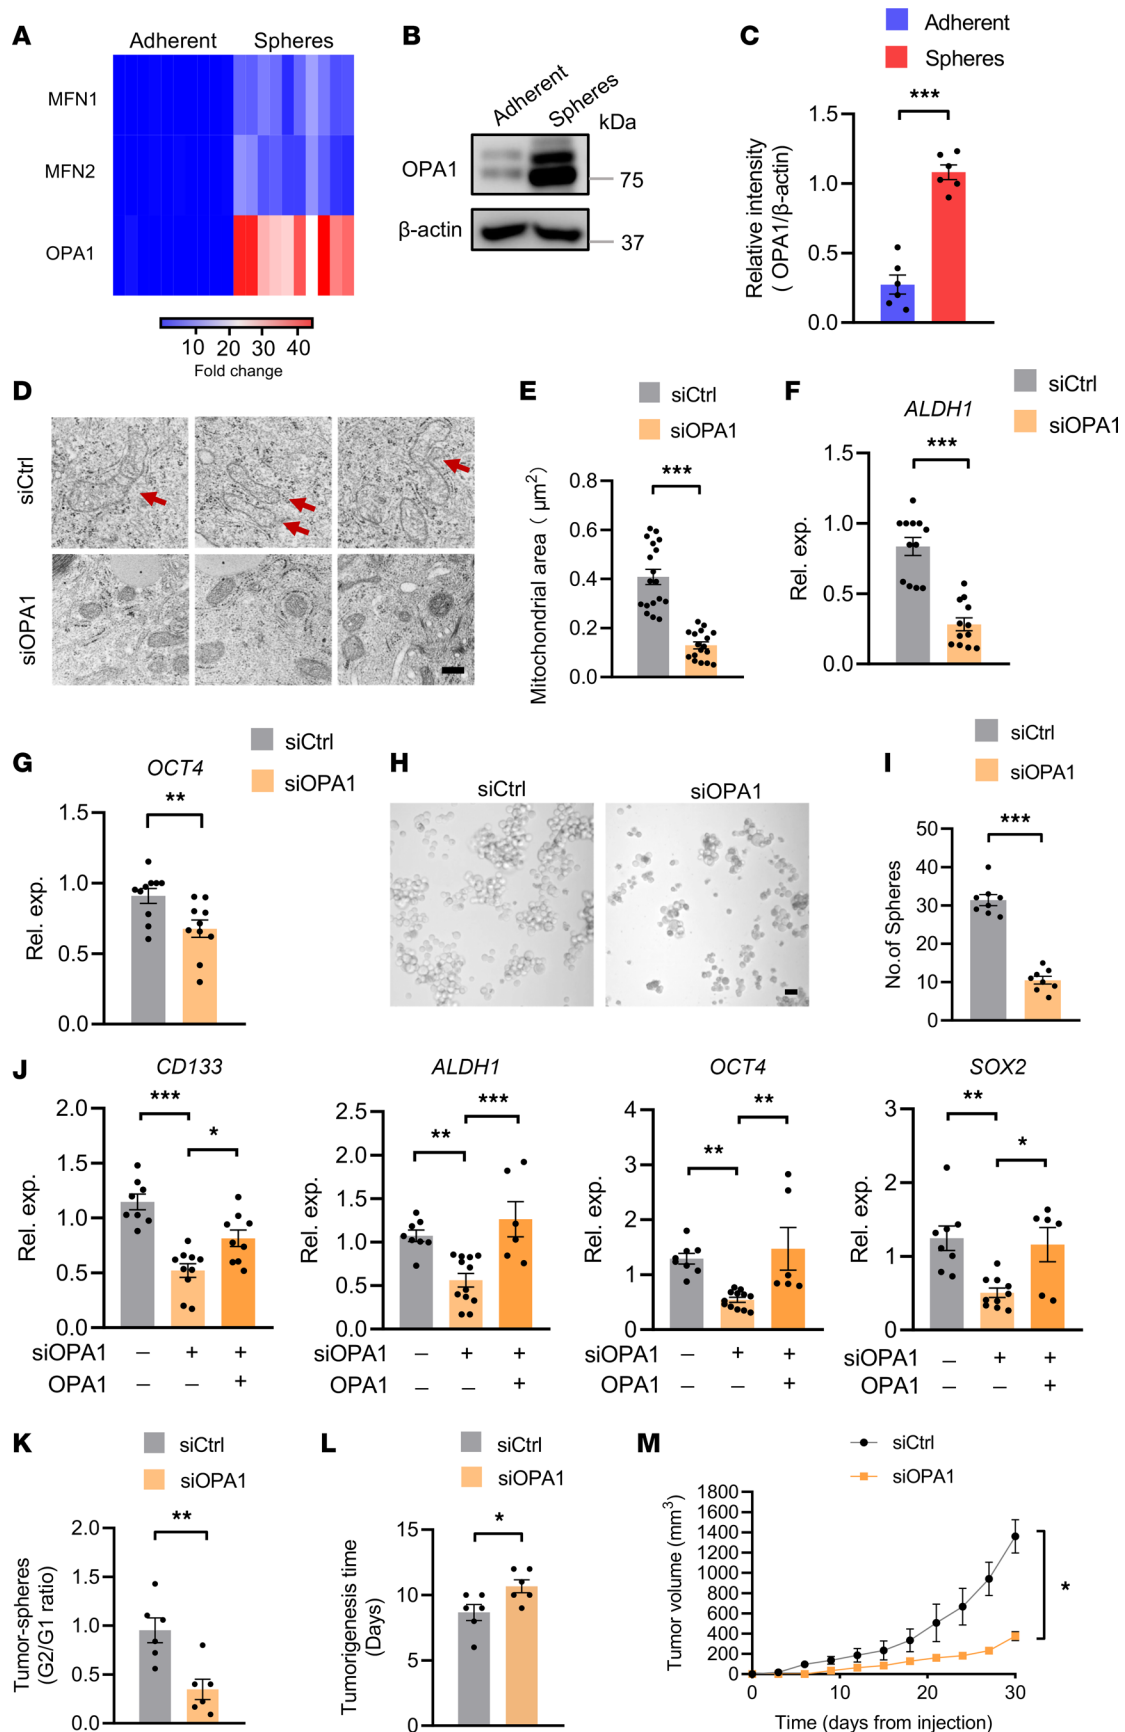 A
Adherent Spheres
MFN1
MFN2
OPA1
10 20 30 40
Fold change
B
Adherent
Spheres
kDa
OPA1
75
β-actin
37
C
Adherent
Spheres
***
Relative intensity
( OPA1/β-actin)
1.5
1.0
0.5
0.0
D
siCtrl
siOPA1
E
siCtrl
siOPA1
***
Mitochondrial area ( μm²)
0.8
0.6
0.4
0.2
0.0
F
siCtrl
siOPA1
ALDH1
***
Rel. exp.
1.5
1.0
0.5
0.0
G
siCtrl
siOPA1
OCT4
**
Rel. exp.
1.5
1.0
0.5
0.0
H
siCtrl siOPA1
I
siCtrl
siOPA1
***
No.of Spheres
50
40
30
20
10
0
J
CD133
***
*
Rel. exp.
2.0
1.5
1.0
0.5
0.0
siOPA1 – + +
OPA1 – – +
ALDH1
***
**
Rel. exp.
2.5
2.0
1.5
1.0
0.5
0.0
siOPA1 – + +
OPA1 – – +
OCT4
**
**
Rel. exp.
4
3
2
1
0
siOPA1 – + +
OPA1 – – +
SOX2
**
*
Rel. exp.
3
2
1
0
siOPA1 – + +
OPA1 – – +
K
siCtrl
siOPA1
**
Tumor-spheres
(G2/G1 ratio)
2.0
1.5
1.0
0.5
0.0
L
siCtrl
siOPA1
*
Tumorigenesis time
(Days)
15
10
5
0
M
siCtrl
siOPA1
Tumor volume (mm³)
1800
1600
1400
1200
1000
800
600
400
200
0
*
0 10 20 30
Time (days from injection)